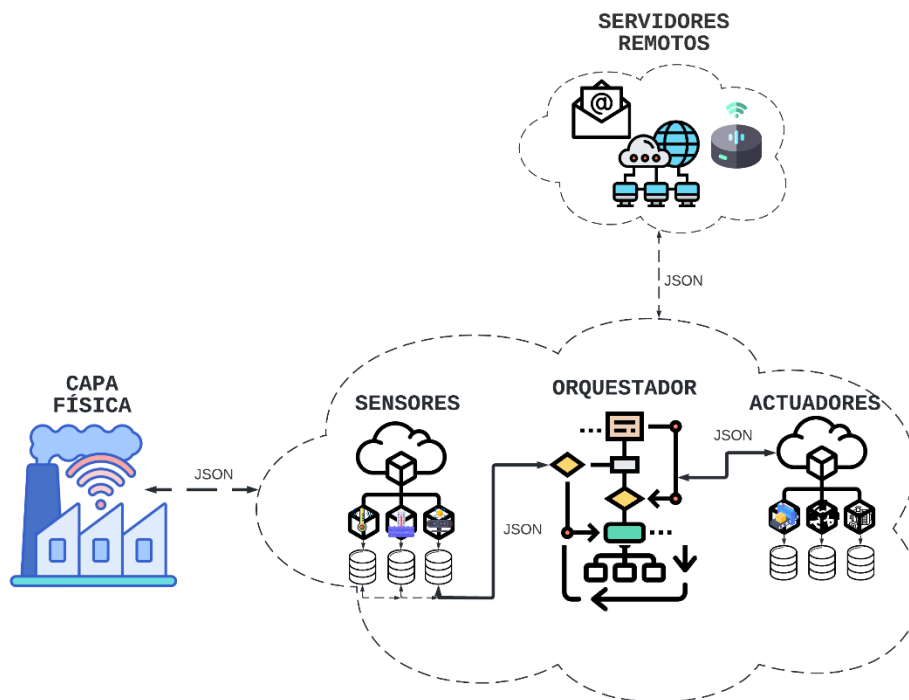 SERVIDORES
REMOTOS
@
JSON
CAPA
FÍSICA
SENSORES
ORQUESTADOR
ACTUADORES
JSON
JSON
JSON